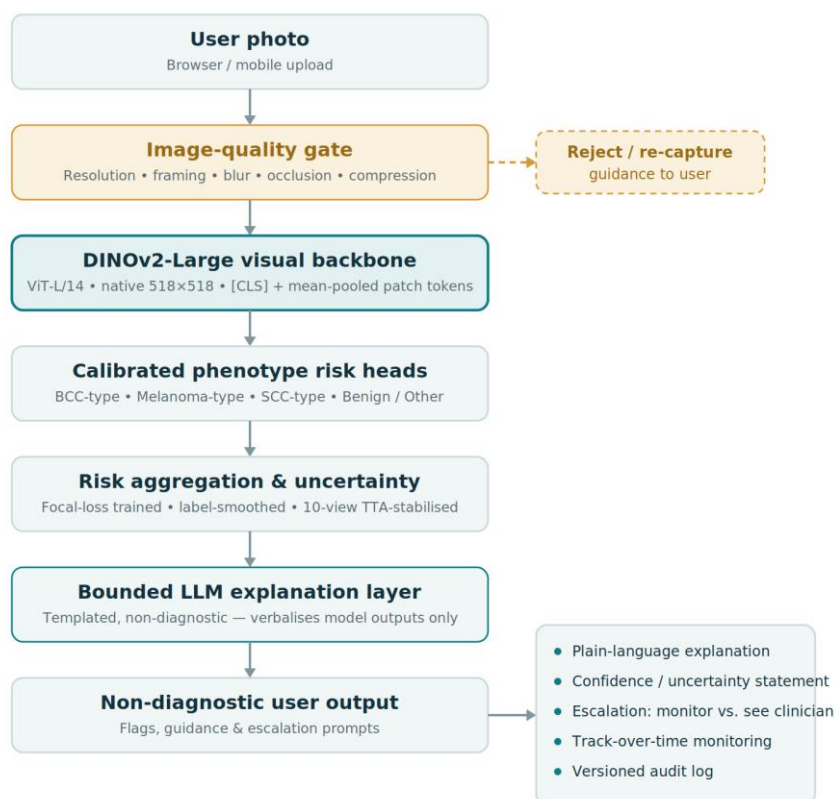 User photo
Browser / mobile upload
Image-quality gate
Resolution • framing • blur • occlusion • compression
Reject / re-capture
guidance to user
DINOv2-Large visual backbone
ViT-L/14 • native 518×518 • [CLS] + mean-pooled patch tokens
Calibrated phenotype risk heads
BCC-type • Melanoma-type • SCC-type • Benign / Other
Risk aggregation & uncertainty
Focal-loss trained • label-smoothed • 10-view TTA-stabilised
Bounded LLM explanation layer
Templated, non-diagnostic — verbalises model outputs only
Non-diagnostic user output
Flags, guidance & escalation prompts
• Plain-language explanation
• Confidence / uncertainty statement
• Escalation: monitor vs. see clinician
• Track-over-time monitoring
• Versioned audit log